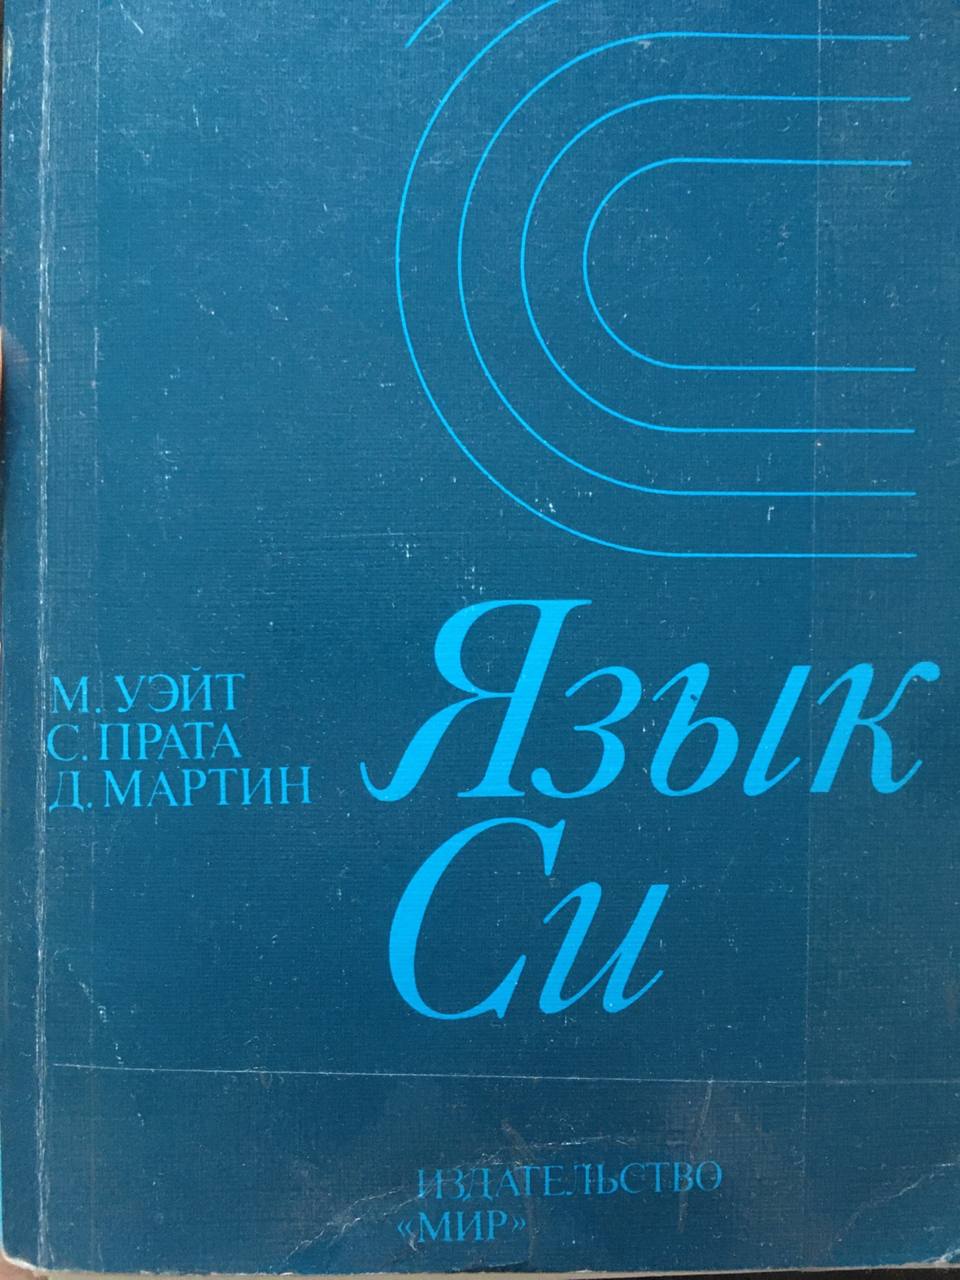 М. УЭЙТ
С. ПРАТА
Д. МАРТИН
Язык
Си
ИЗДАТЕЛЬСТВО
«МИР»